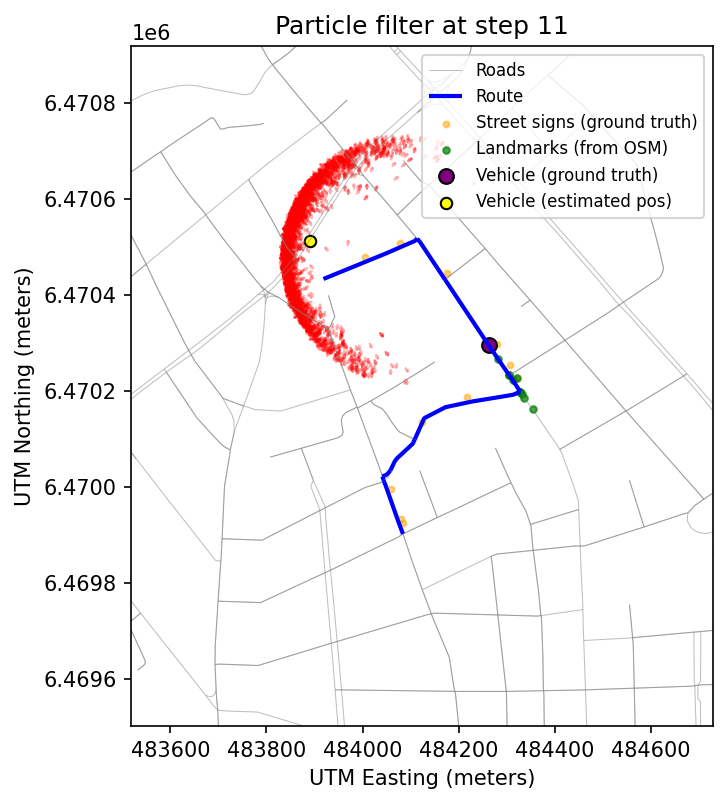 Particle filter at step 11
1e6
Roads
Route
Street signs (ground truth)
Landmarks (from OSM)
Vehicle (ground truth)
Vehicle (estimated pos)
6.4708
6.4706
6.4704
6.4702
6.4700
6.4698
6.4696
UTM Northing (meters)
483600 483800 484000 484200 484400 484600
UTM Easting (meters)